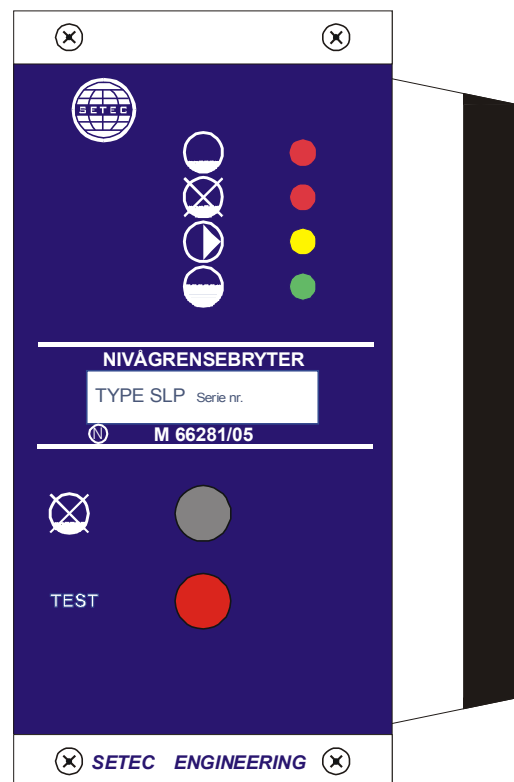 SETEC
NIVÅGRENSEBRYTER
TYPE SLP Serie nr.
N M 66281/05
TEST
SETEC ENGINEERING